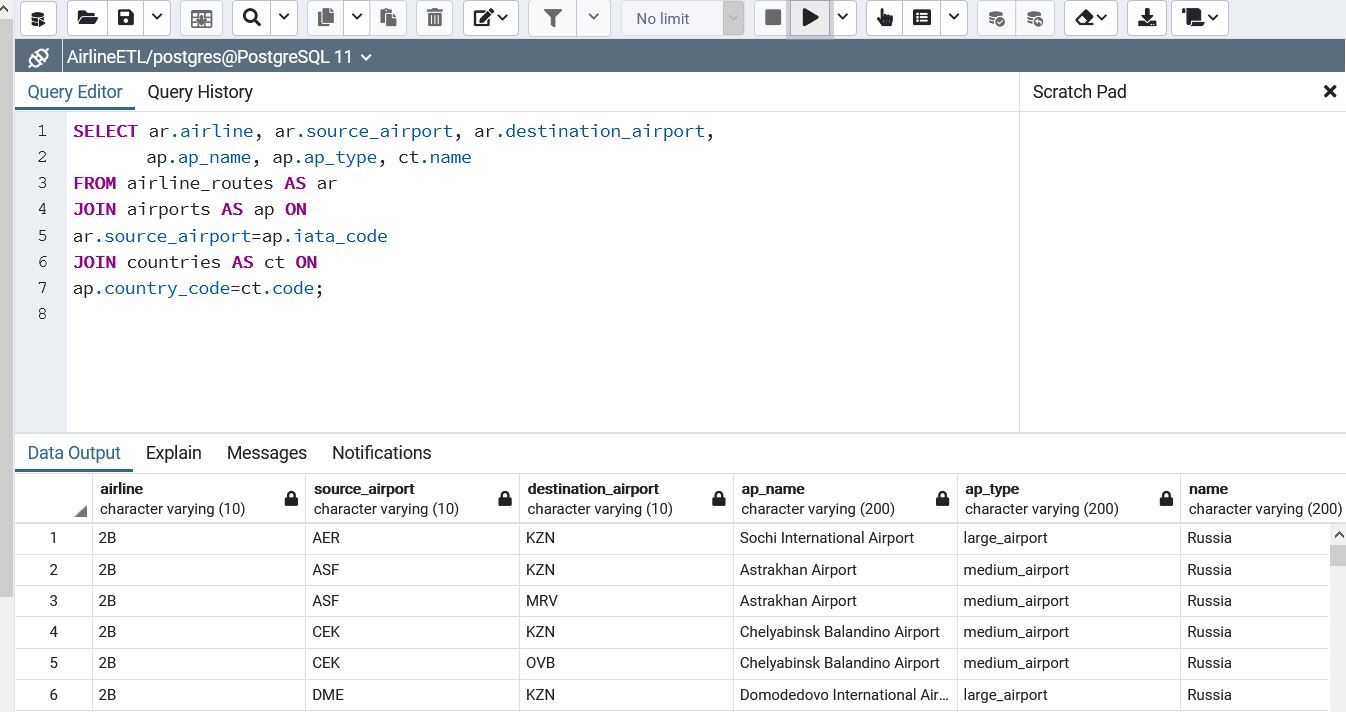 No limit
AirlineETL/postgres@PostgreSQL 11
Query Editor Query History Scratch Pad
1 SELECT ar.airline, ar.source_airport, ar.destination_airport,
2 ap.ap_name, ap.ap_type, ct.name
3 FROM airline_routes AS ar
4 JOIN airports AS ap ON
5 ar.source_airport=ap.iata_code
6 JOIN countries AS ct ON
7 ap.country_code=ct.code;
8
Data Output Explain Messages Notifications
airline source_airport destination_airport ap_name ap_type name
character varying (10) character varying (10) character varying (10) character varying (200) character varying (200) character varying (200)
1 2B AER KZN Sochi International Airport large_airport Russia
2 2B ASF KZN Astrakhan Airport medium_airport Russia
3 2B ASF MRV Astrakhan Airport medium_airport Russia
4 2B CEK KZN Chelyabinsk Balandino Airport medium_airport Russia
5 2B CEK OVB Chelyabinsk Balandino Airport medium_airport Russia
6 2B DME KZN Domodedovo International Air... large_airport Russia